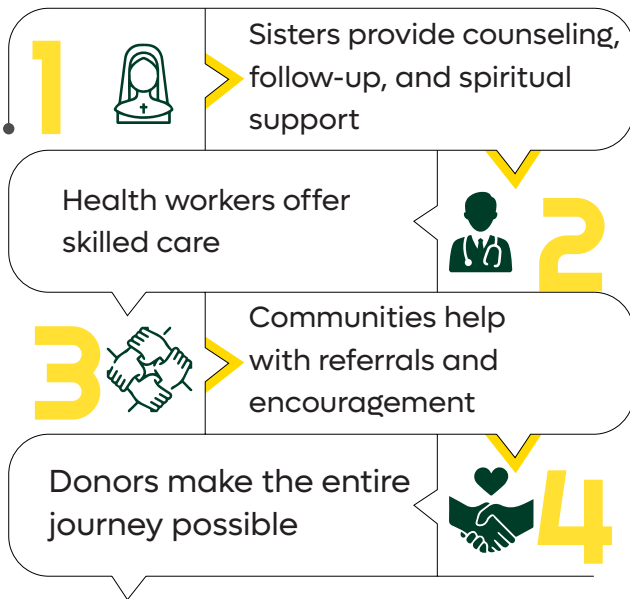 1
Sisters provide counseling,
follow-up, and spiritual
support
Health workers offer
skilled care
2
3
Communities help
with referrals and
encouragement
Donors make the entire
journey possible
4